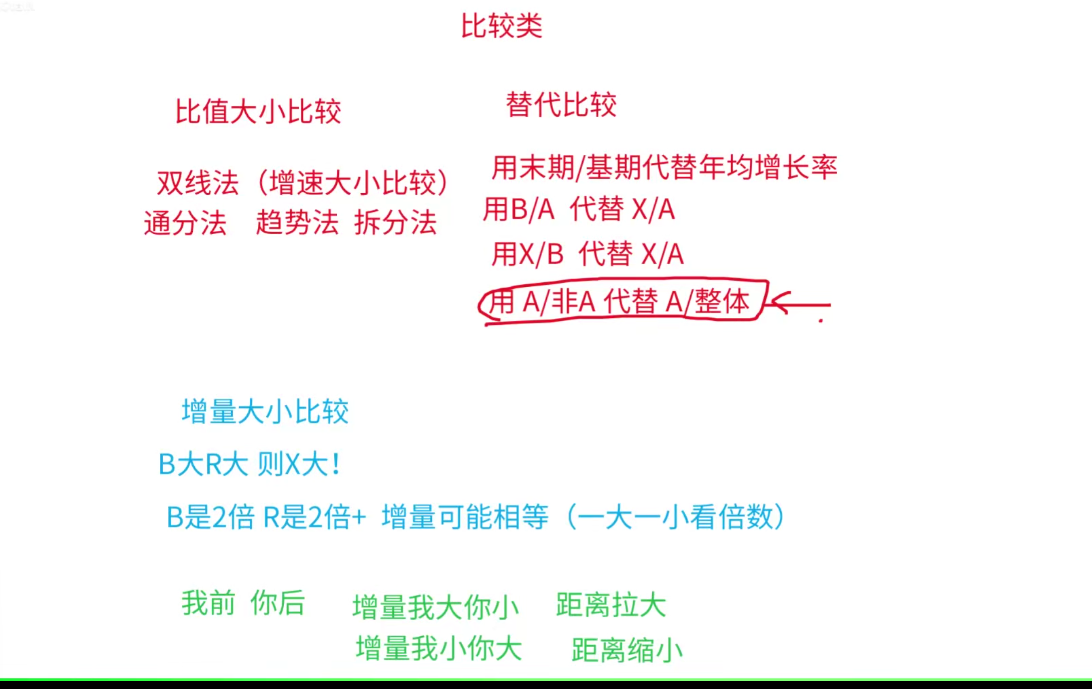 比较类
比值大小比较
双线法（增速大小比较）
通分法 趋势法 拆分法
替代比较
用末期/基期代替年均增长率
用B/A 代替 X/A
用X/B 代替 X/A
用 A/非A 代替 A/整体
增量大小比较
B大R大 则X大！
B是2倍 R是2倍+ 增量可能相等（一大一小看倍数）
我前 你后 增量我大你小 距离拉大
增量我小你大 距离缩小